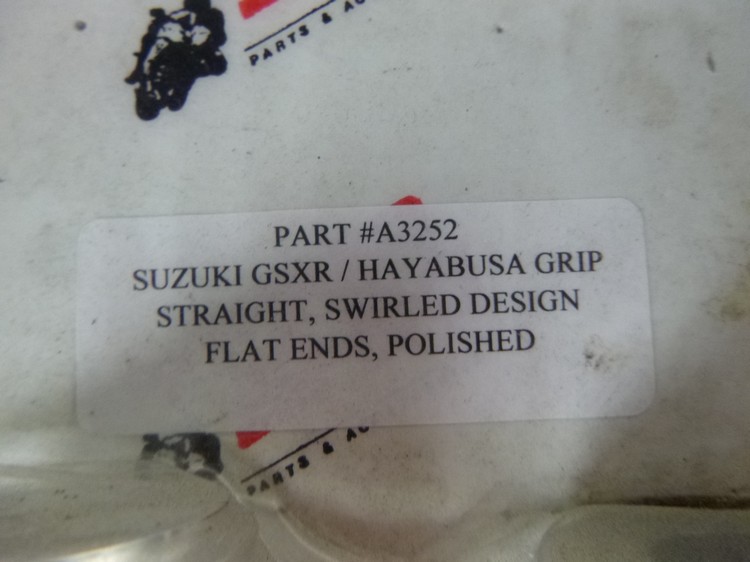 PARTS &
PART #A3252
SUZUKI GSXR / HAYABUSA GRIP
STRAIGHT, SWIRLED DESIGN
FLAT ENDS, POLISHED
PARTS &